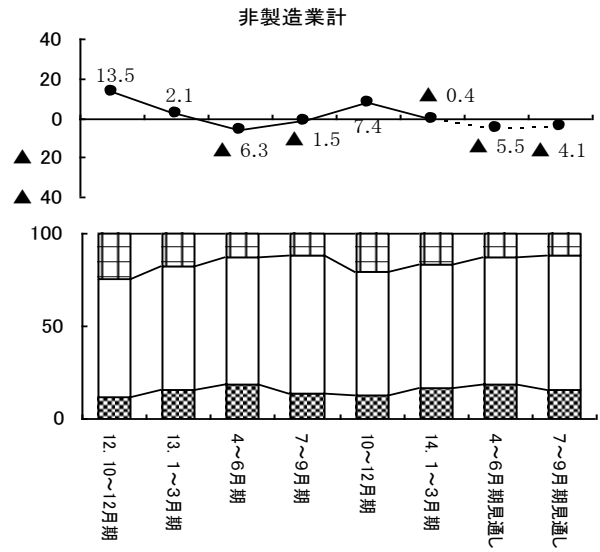 非製造業計
40
20
0
▲ 20
▲ 40
13.5
2.1
▲ 6.3
▲ 1.5
7.4
▲ 0.4
▲ 5.5
▲ 4.1
100
50
0
12. 10～12月期
13. 1～3月期
4～6月期
7～9月期
10～12月期
14. 1～3月期
4～6月期見通し
7～9月期見通し